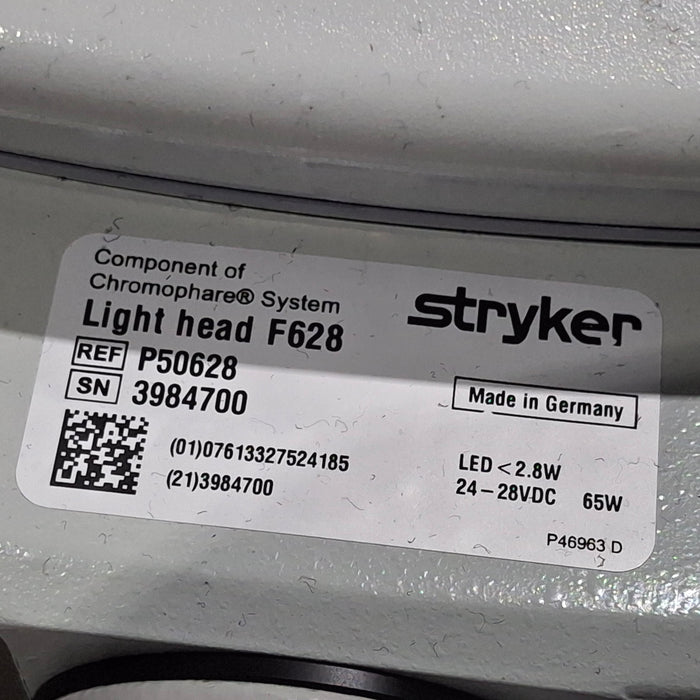 Component of
Chromophare® System
Light head F628
REF P50628
SN 3984700
(01)07613327524185
(21)3984700
stryker
Made in Germany
LED < 2.8W
24-28VDC 65W
P46963 D